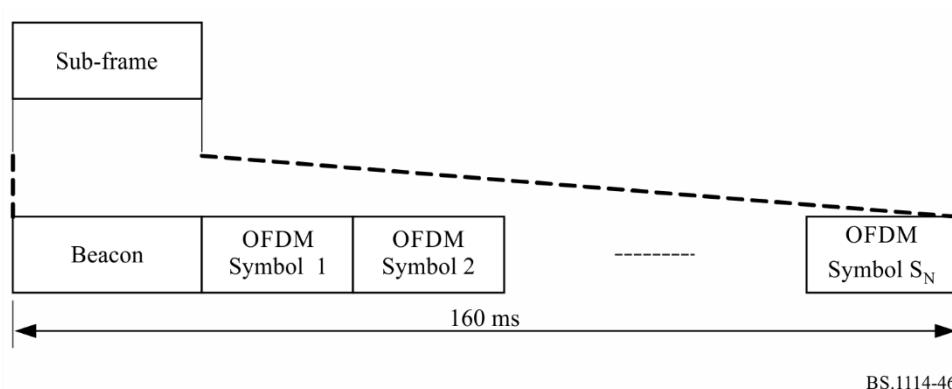 Sub-frame
Beacon
OFDM
Symbol 1
OFDM
Symbol 2
OFDM
Symbol S_N
160 ms
BS.1114-46